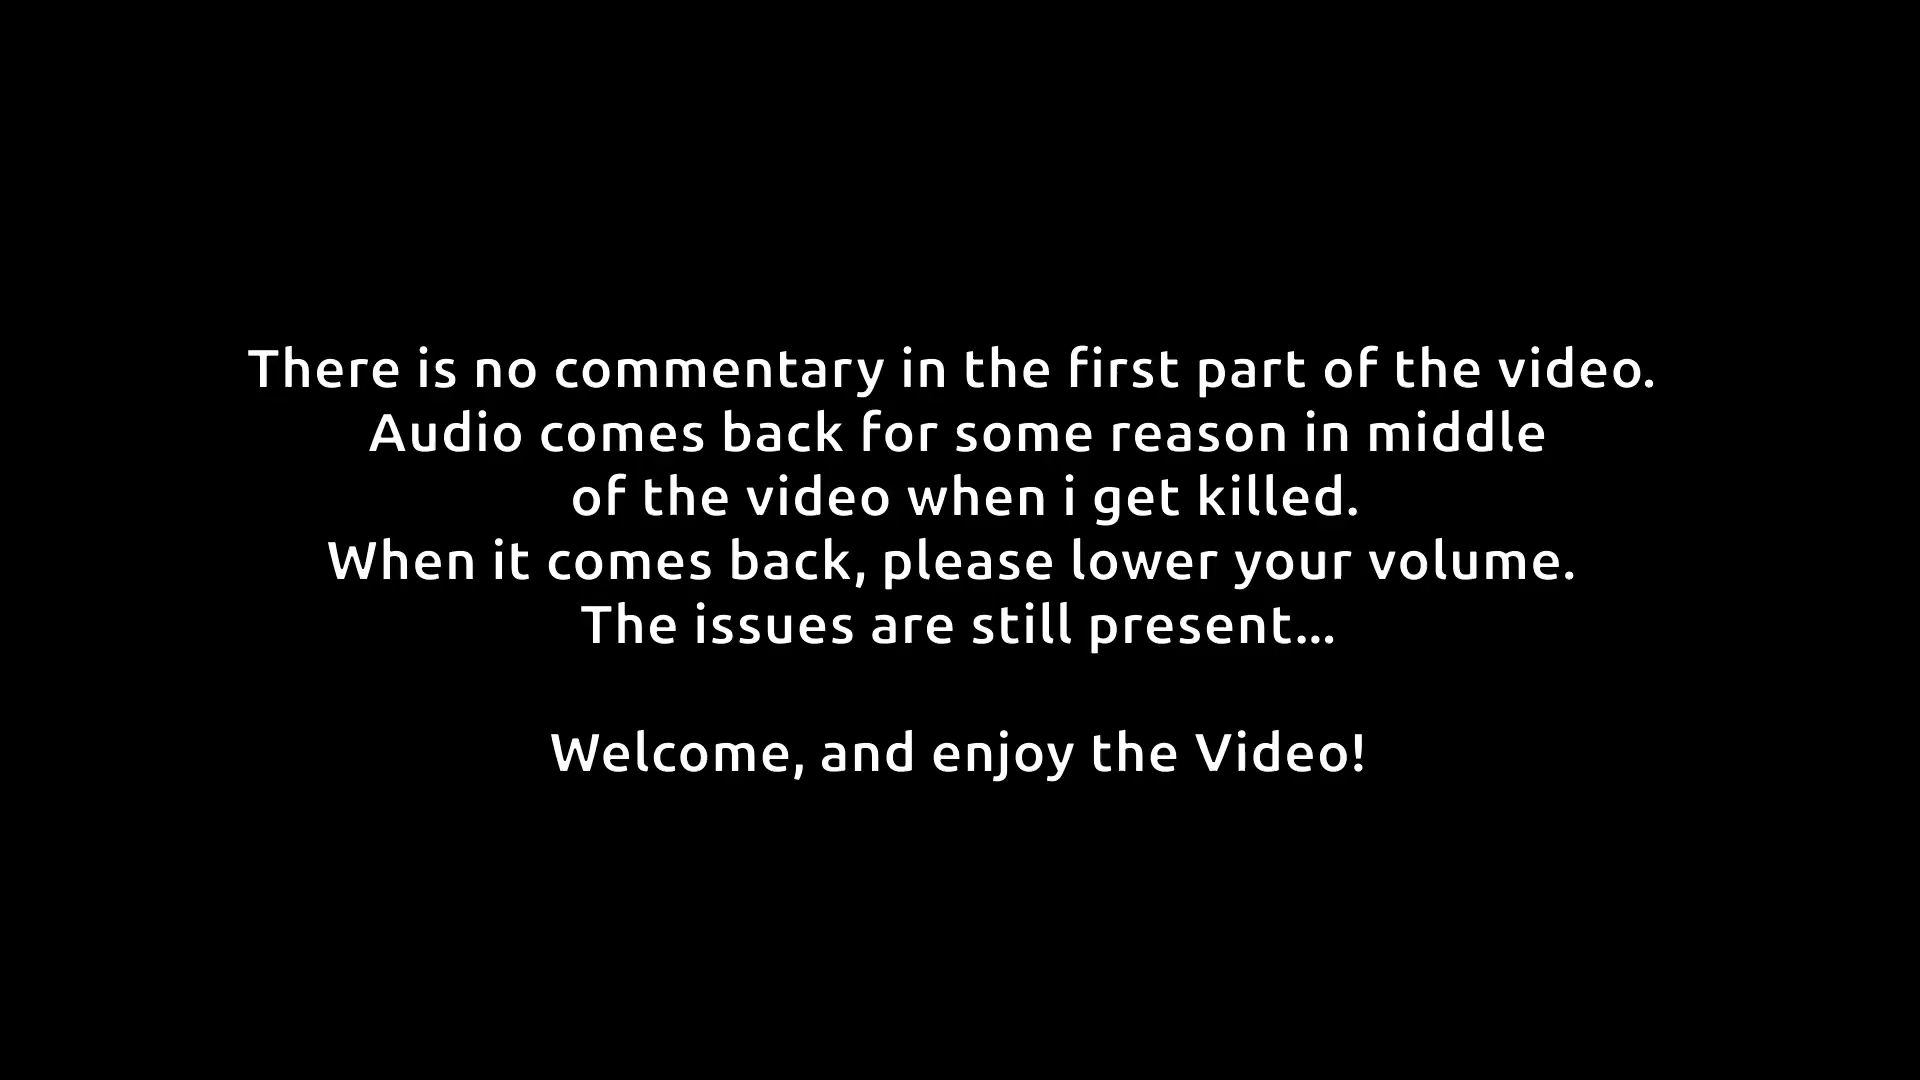 There is no commentary in the first part of the video.
Audio comes back for some reason in middle
of the video when i get killed.
When it comes back, please lower your volume.
The issues are still present...
Welcome, and enjoy the Video!